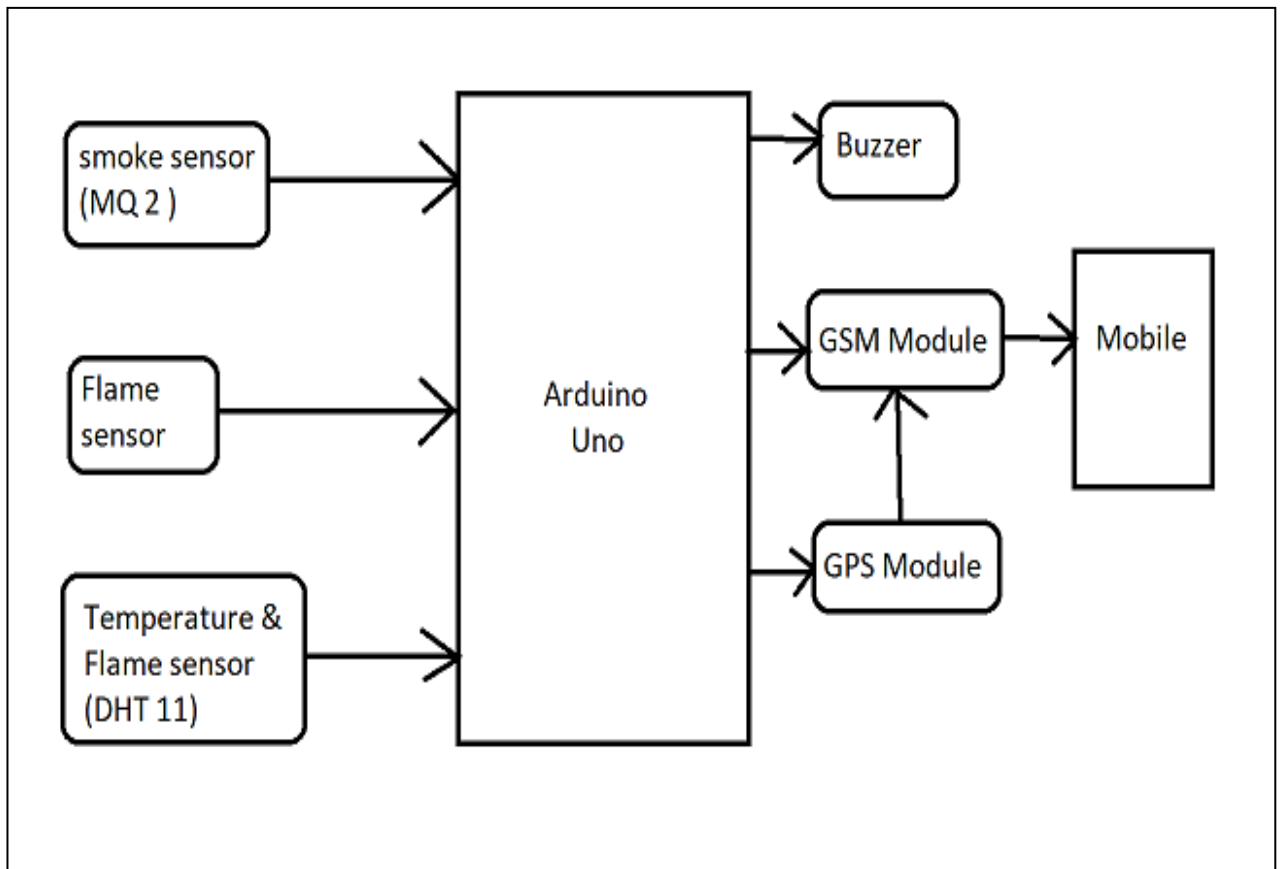 smoke sensor
(MQ 2 )
Flame
sensor
Temperature &
Flame sensor
(DHT 11)
Arduino
Uno
Buzzer
GSM Module
GPS Module
Mobile